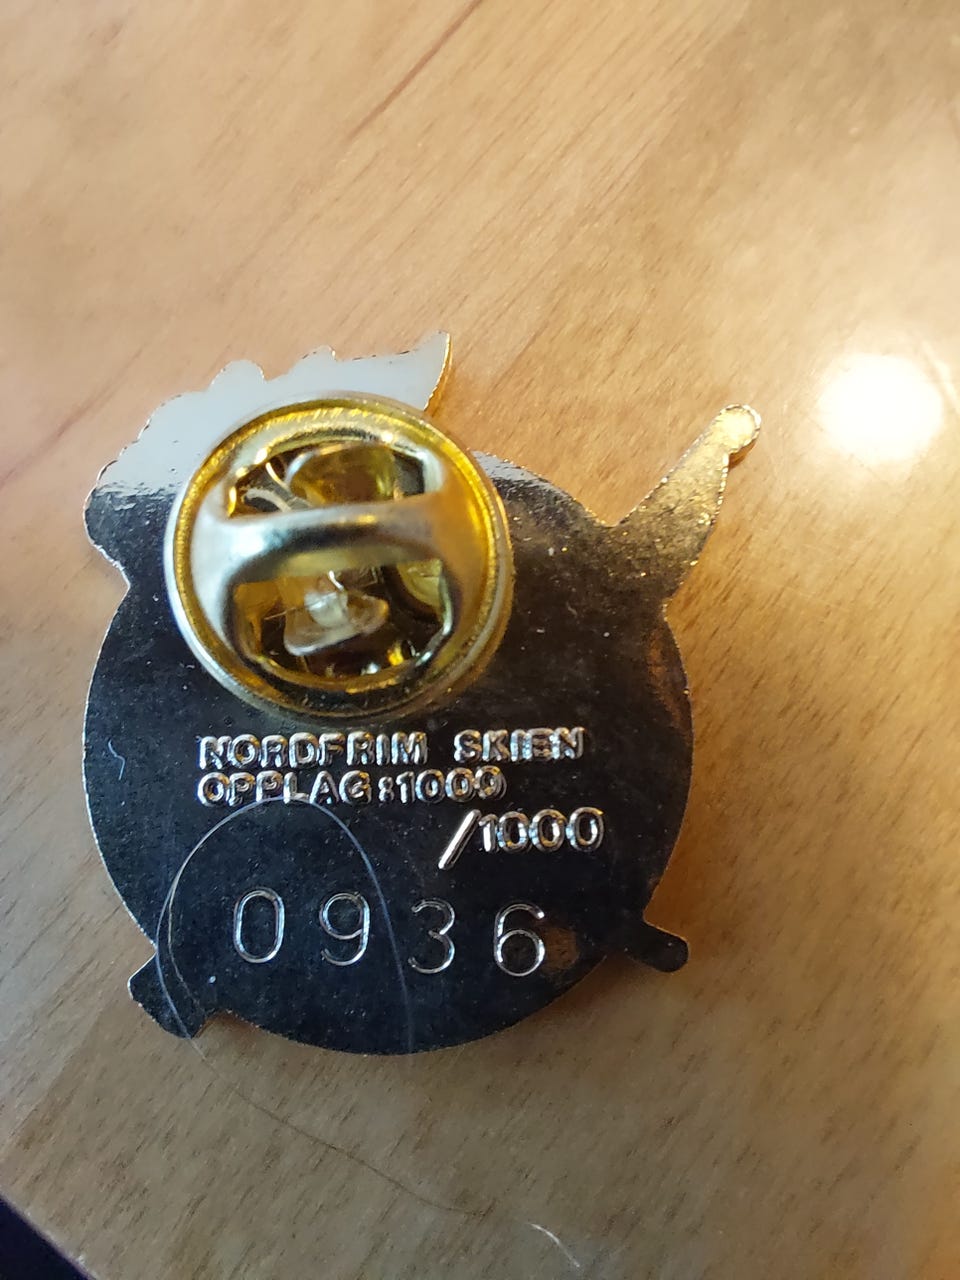 NORDFRIM SKIEN
OPPLAG:1000
/1000
0936